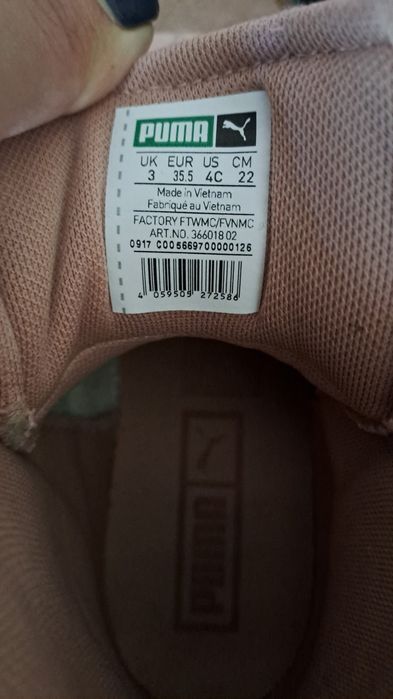 PUMA
UK EUR US CM
3 35.5 4C 22
Made in Vietnam
Fabriqué au Vietnam
FACTORY FTWMC/FVNMC
ART.NO. 366018 02
0917 C005669700000126
4 059505 272586
PUMA